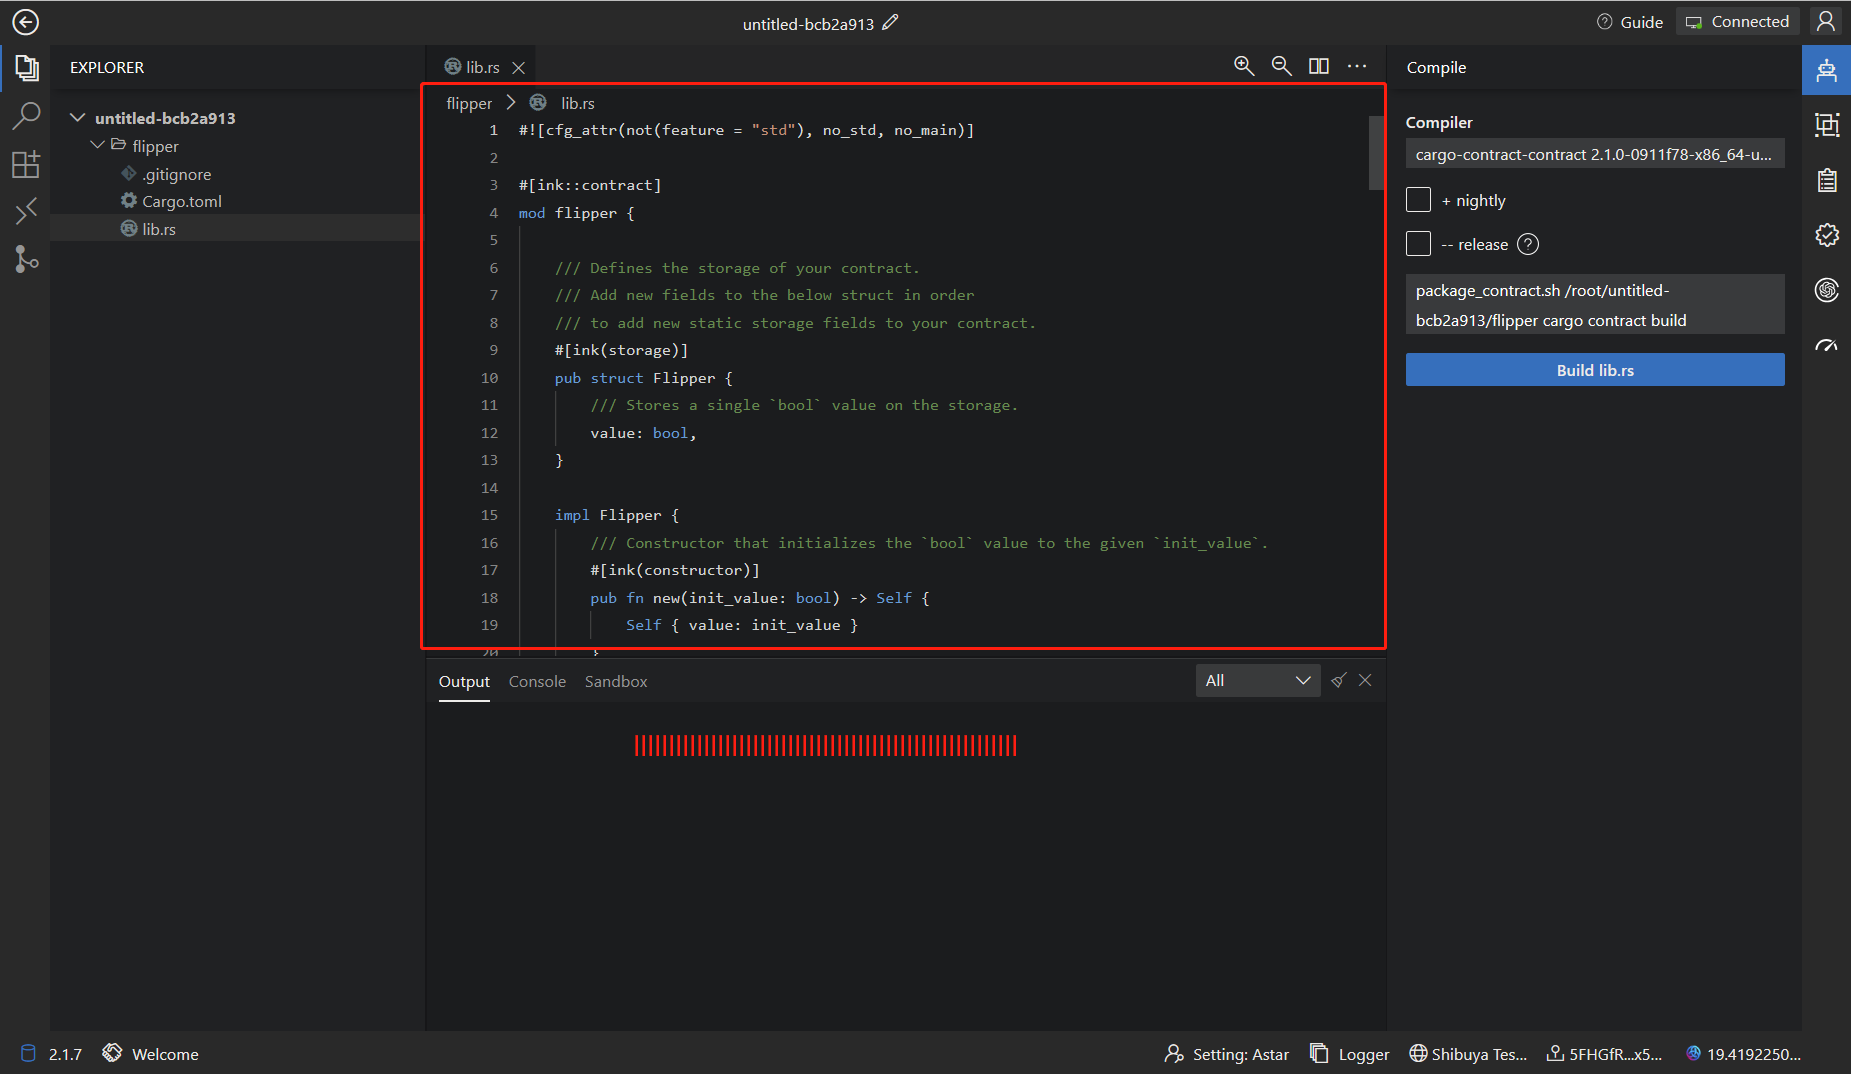 untitled-bcb2a913
Guide
Connected
EXPLORER
untitled-bcb2a913
flipper
.gitignore
Cargo.toml
lib.rs
lib.rs
flipper > lib.rs
1 #![cfg_attr(not(feature = "std"), no_std, no_main)]
2
3 #[ink::contract]
4 mod flipper {
5
6 /// Defines the storage of your contract.
7 /// Add new fields to the below struct in order
8 /// to add new static storage fields to your contract.
9 #[ink(storage)]
10 pub struct Flipper {
11 /// Stores a single `bool` value on the storage.
12 value: bool,
13 }
14
15 impl Flipper {
16 /// Constructor that initializes the `bool` value to the given `init_value`.
17 #[ink(constructor)]
18 pub fn new(init_value: bool) -> Self {
19 Self { value: init_value }
20 }
Output Console Sandbox
All
Compile
Compiler
cargo-contract-contract 2.1.0-0911f78-x86_64-u...
+ nightly
-- release
package_contract.sh /root/untitled-
bcb2a913/flipper cargo contract build
Build lib.rs
2.1.7
Welcome
Setting: Astar
Logger
Shibuya Tes...
5FHGfR...x5...
19.4192250...